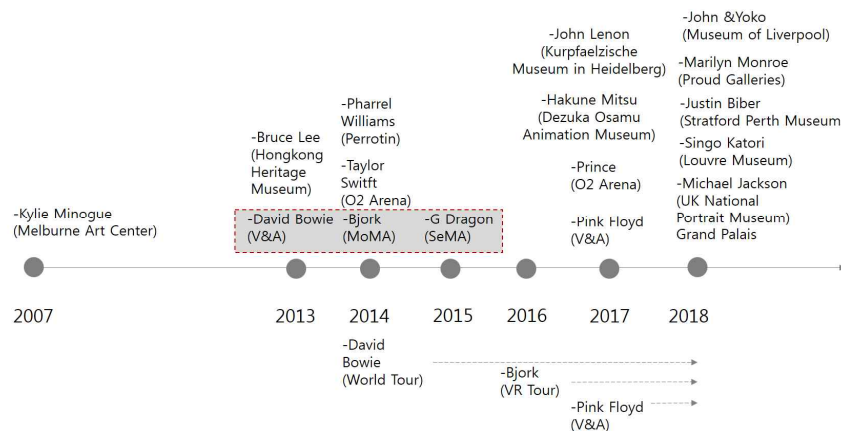 -Kylie Minogue
(Melburne Art Center)
-Bruce Lee
(Hongkong
Heritage
Museum)
-David Bowie
(V&A)
-Pharrel
Williams
(Perrotin)
-Taylor
Switft
(O2 Arena)
-Bjork
(MoMA)
-G Dragon
(SeMA)
-John Lenon
(Kurpfaelzische
Museum in Heidelberg)
-Hakune Mitsu
(Dezuka Osamu
Animation Museum)
-Prince
(O2 Arena)
-Pink Floyd
(V&A)
-John &Yoko
(Museum of Liverpool)
-Marilyn Monroe
(Proud Galleries)
-Justin Biber
(Stratford Perth Museum
-Singo Katori
(Louvre Museum)
-Michael Jackson
(UK National
Portrait Museum)
Grand Palais
2007
2013
2014
2015
2016
2017
2018
-David
Bowie
(World Tour)
-Bjork
(VR Tour)
-Pink Floyd
(V&A)